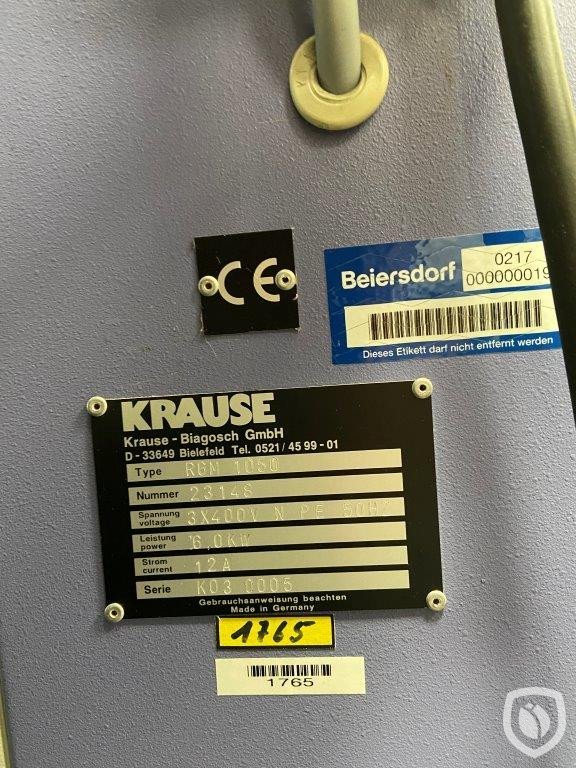 CE
Beiersdorf
0217
000000019
Dieses Etikett darf nicht entfernt werden
KRAUSE
Krause - Biagosch GmbH
D - 33649 Bielefeld Tel. 0521/ 45 99 - 01
Type RGM 1050
Nummer 23148
Spannung voltage 3X400V N PE 50HZ
Leistung power 6,0KW
Strom current 12A
Serie K03 0005
Gebrauchsanweisung beachten
Made in Germany
1765
1765